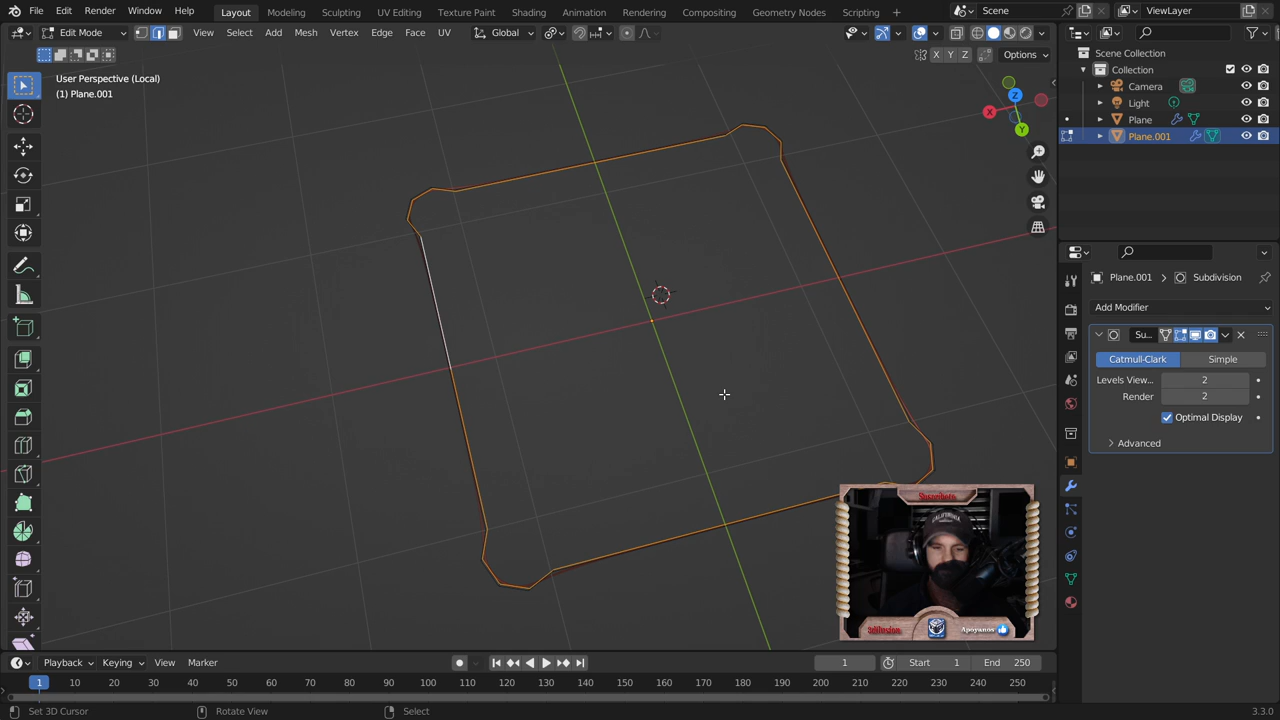 File Edit Render Window Help Layout Modeling Sculpting UV Editing Texture Paint Shading Animation Rendering Compositing Geometry Nodes Scripting + Scene ViewLayer
Edit Mode View Select Add Mesh Vertex Edge Face UV Global
X Y Z Options
User Perspective (Local)
(1) Plane.001
X Y Z
Scene Collection
Collection
Camera
Light
Plane
Plane.001
Plane.001 > Subdivision
Add Modifier
Su...
Catmull-Clark Simple
Levels View... 2
Render 2
Optimal Display
Advanced
CALIFORNIA
Apoyanos
Playback Keying View Marker 1 Start 1 End 250
1 10 20 30 40 50 60 70 80 90 100 110 120 130 140 150 160 170 180 190 200 210 220 230 240 250
Set 3D Cursor Rotate View Select 3.3.0